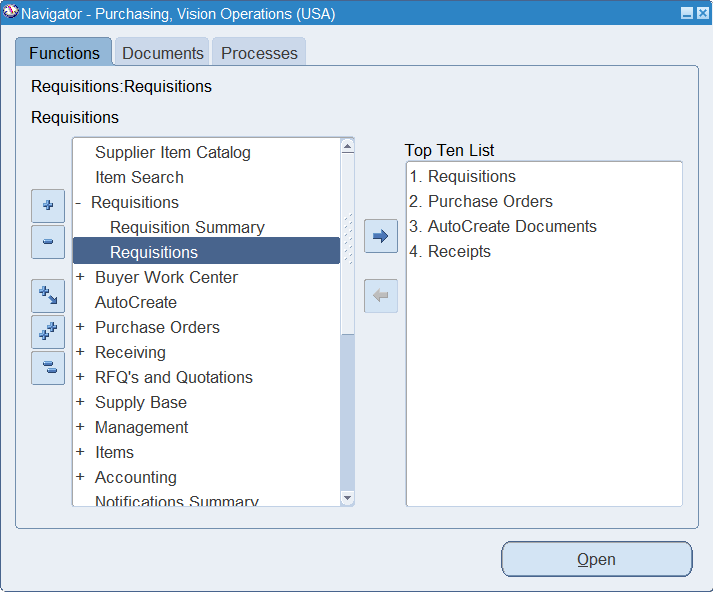 Navigator - Purchasing, Vision Operations (USA)
Functions Documents Processes
Requisitions:Requisitions
Requisitions
Supplier Item Catalog
Item Search
- Requisitions
Requisition Summary
Requisitions
+ Buyer Work Center
AutoCreate
+ Purchase Orders
+ Receiving
+ RFQ's and Quotations
+ Supply Base
+ Management
+ Items
+ Accounting
Notifications Summary
Top Ten List
1. Requisitions
2. Purchase Orders
3. AutoCreate Documents
4. Receipts
Open